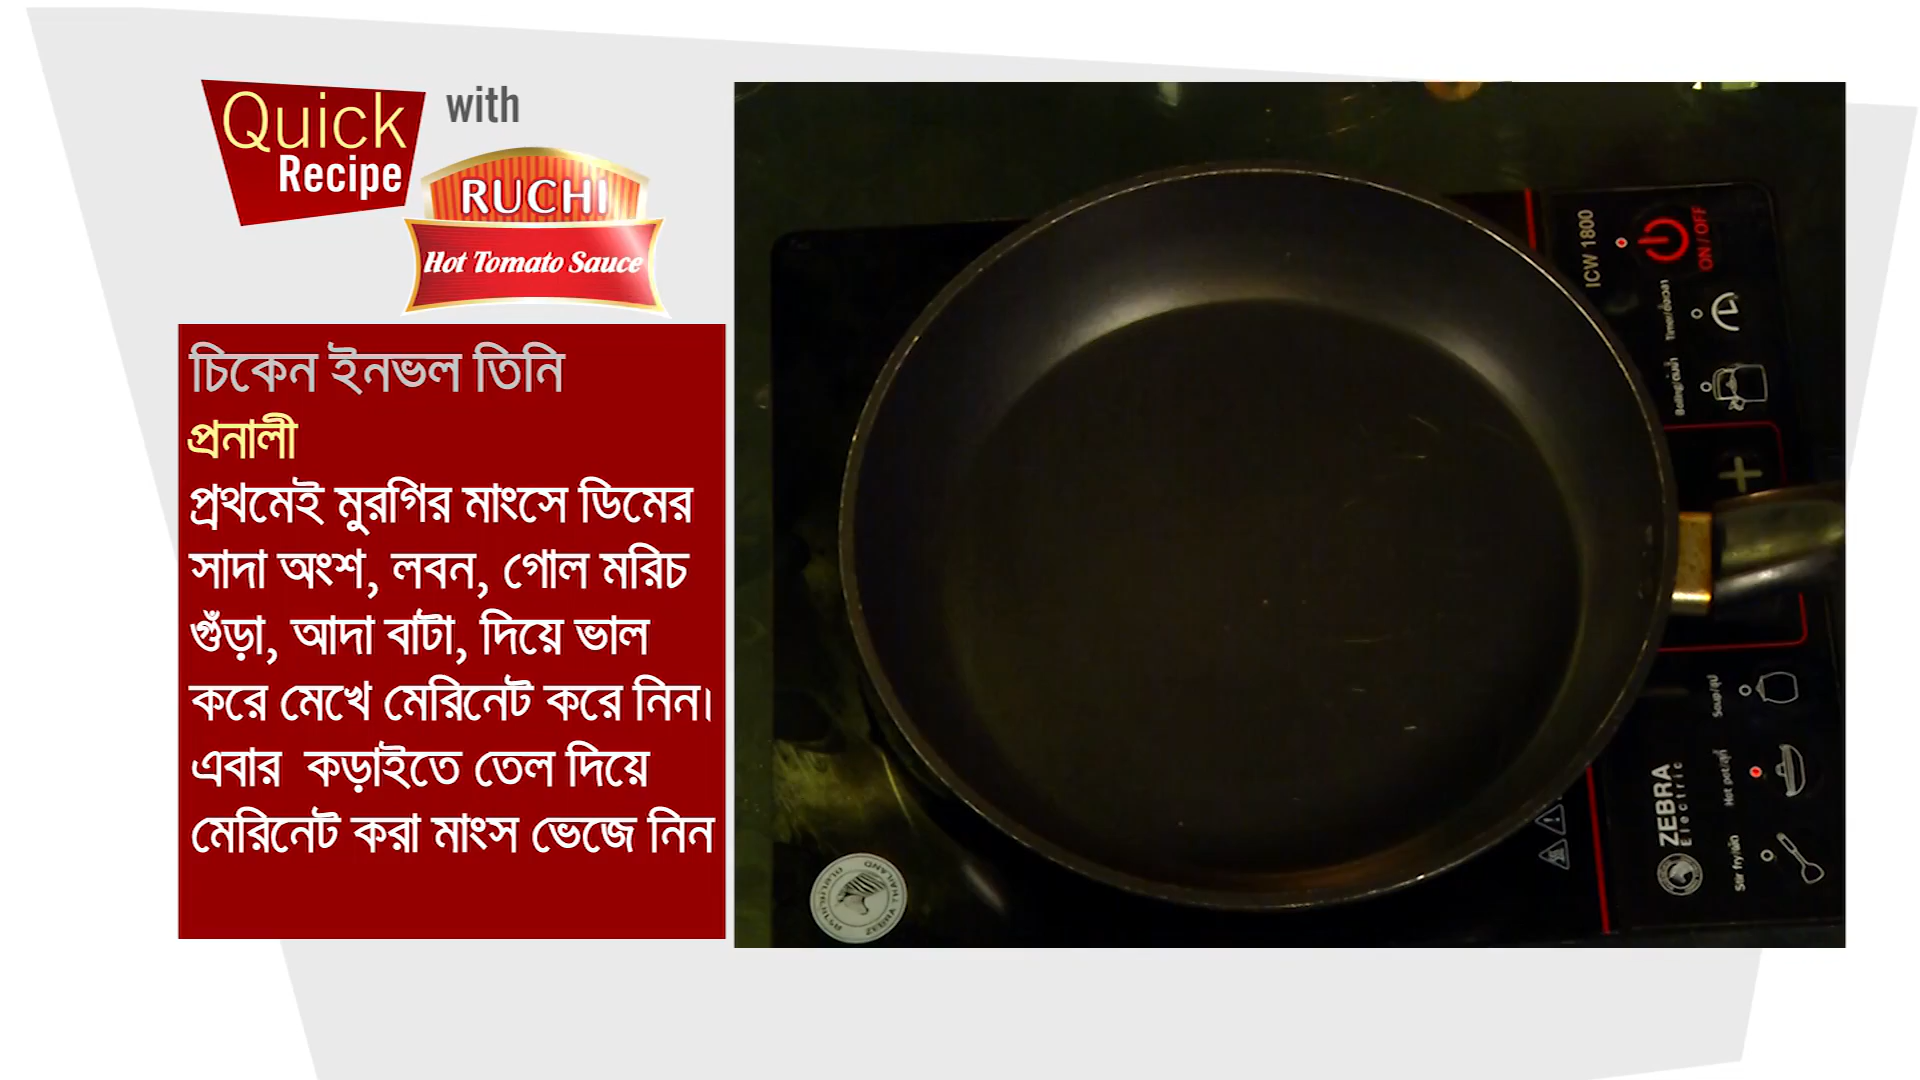 Quick
Recipe
with
RUCHI
Hot Tomato Sauce
চিকেন ইনভল তিনি
প্রনালী
প্রথমেই মুরগির মাংসে ডিমের
সাদা অংশ, লবন, গোল মরিচ
গুঁড়া, আদা বাটা, দিয়ে ভাল
করে মেখে মেরিনেট করে নিন।
এবার কড়াইতে তেল দিয়ে
মেরিনেট করা মাংস ভেজে নিন
ICW 1800
ON/OFF
ZEBRA
Electric